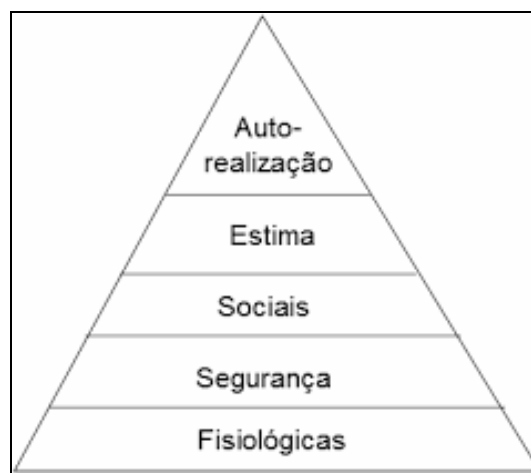 Auto-
realização
Estima
Sociais
Segurança
Fisiológicas